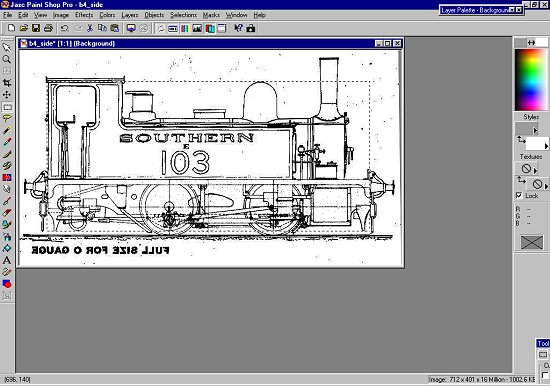 Jasc Paint Shop Pro - b4_side
Layer Palette - Background
File Edit View Image Effects Colors Layers Objects Selections Masks Window Help
b4_side* [1:1] (Background)
SOUTHERN
E
103
FULL SIZE FOR O GAUGE
Styles
Textures
Lock
R --
G --
B --
Tool
(696, 140)
Image: 712 x 401 x 16 Million - 1002.6 KB